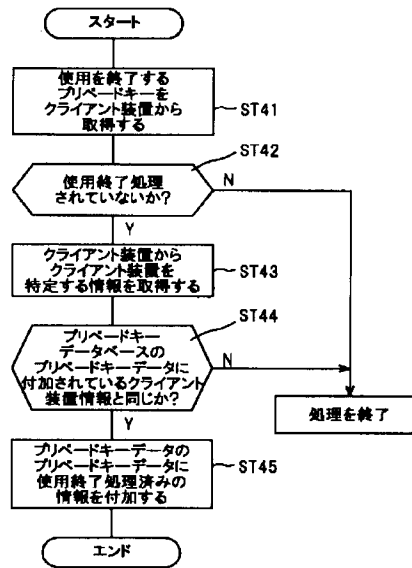 スタート
使用を終了する
プリペードキーを
クライアント装置から
取得する
ST41
ST42
使用終了処理
されていないか?
N
Y
クライアント装置から
クライアント装置を
特定する情報を取得する
ST43
ST44
プリペードキー
データベースの
プリペードキーデータに
付加されているクライアント
装置情報と同じか?
N
Y
処理を終了
プリペードキーデータの
プリペードキーデータに
使用終了処理済みの
情報を付加する
ST45
エンド